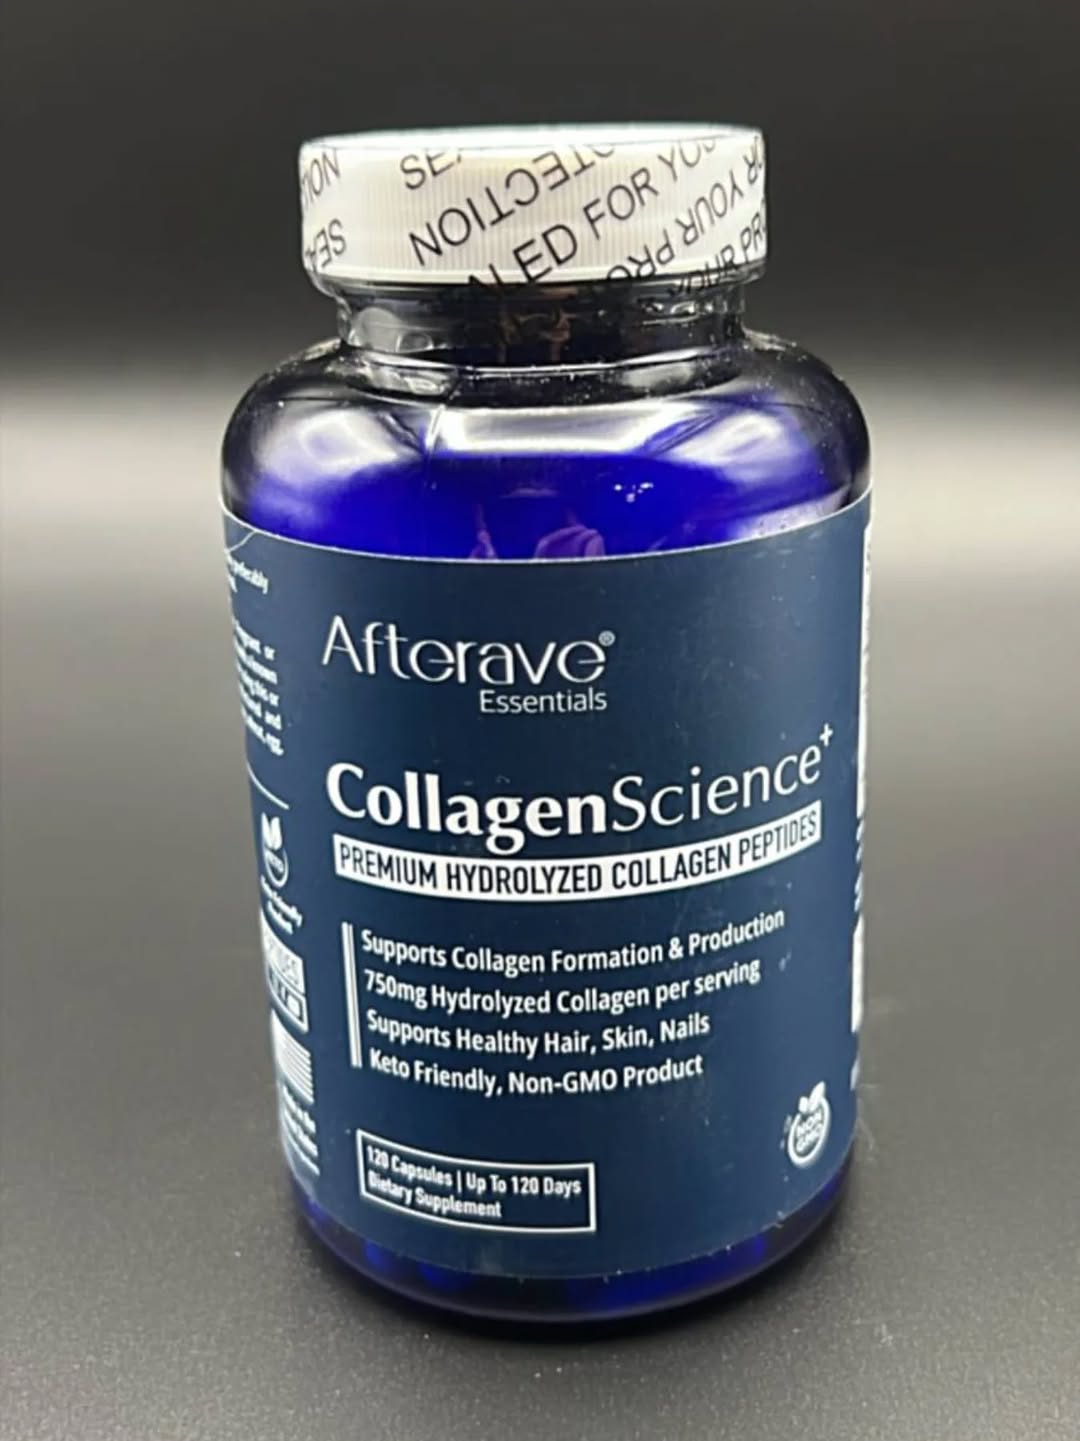 SEALED FOR YOUR PROTECTION
Afterave®
Essentials
CollagenScience+
PREMIUM HYDROLYZED COLLAGEN PEPTIDES
Supports Collagen Formation & Production
750mg Hydrolyzed Collagen per serving
Supports Healthy Hair, Skin, Nails
Keto Friendly, Non-GMO Product
120 Capsules | Up To 120 Days
Dietary Supplement
NON
GMO